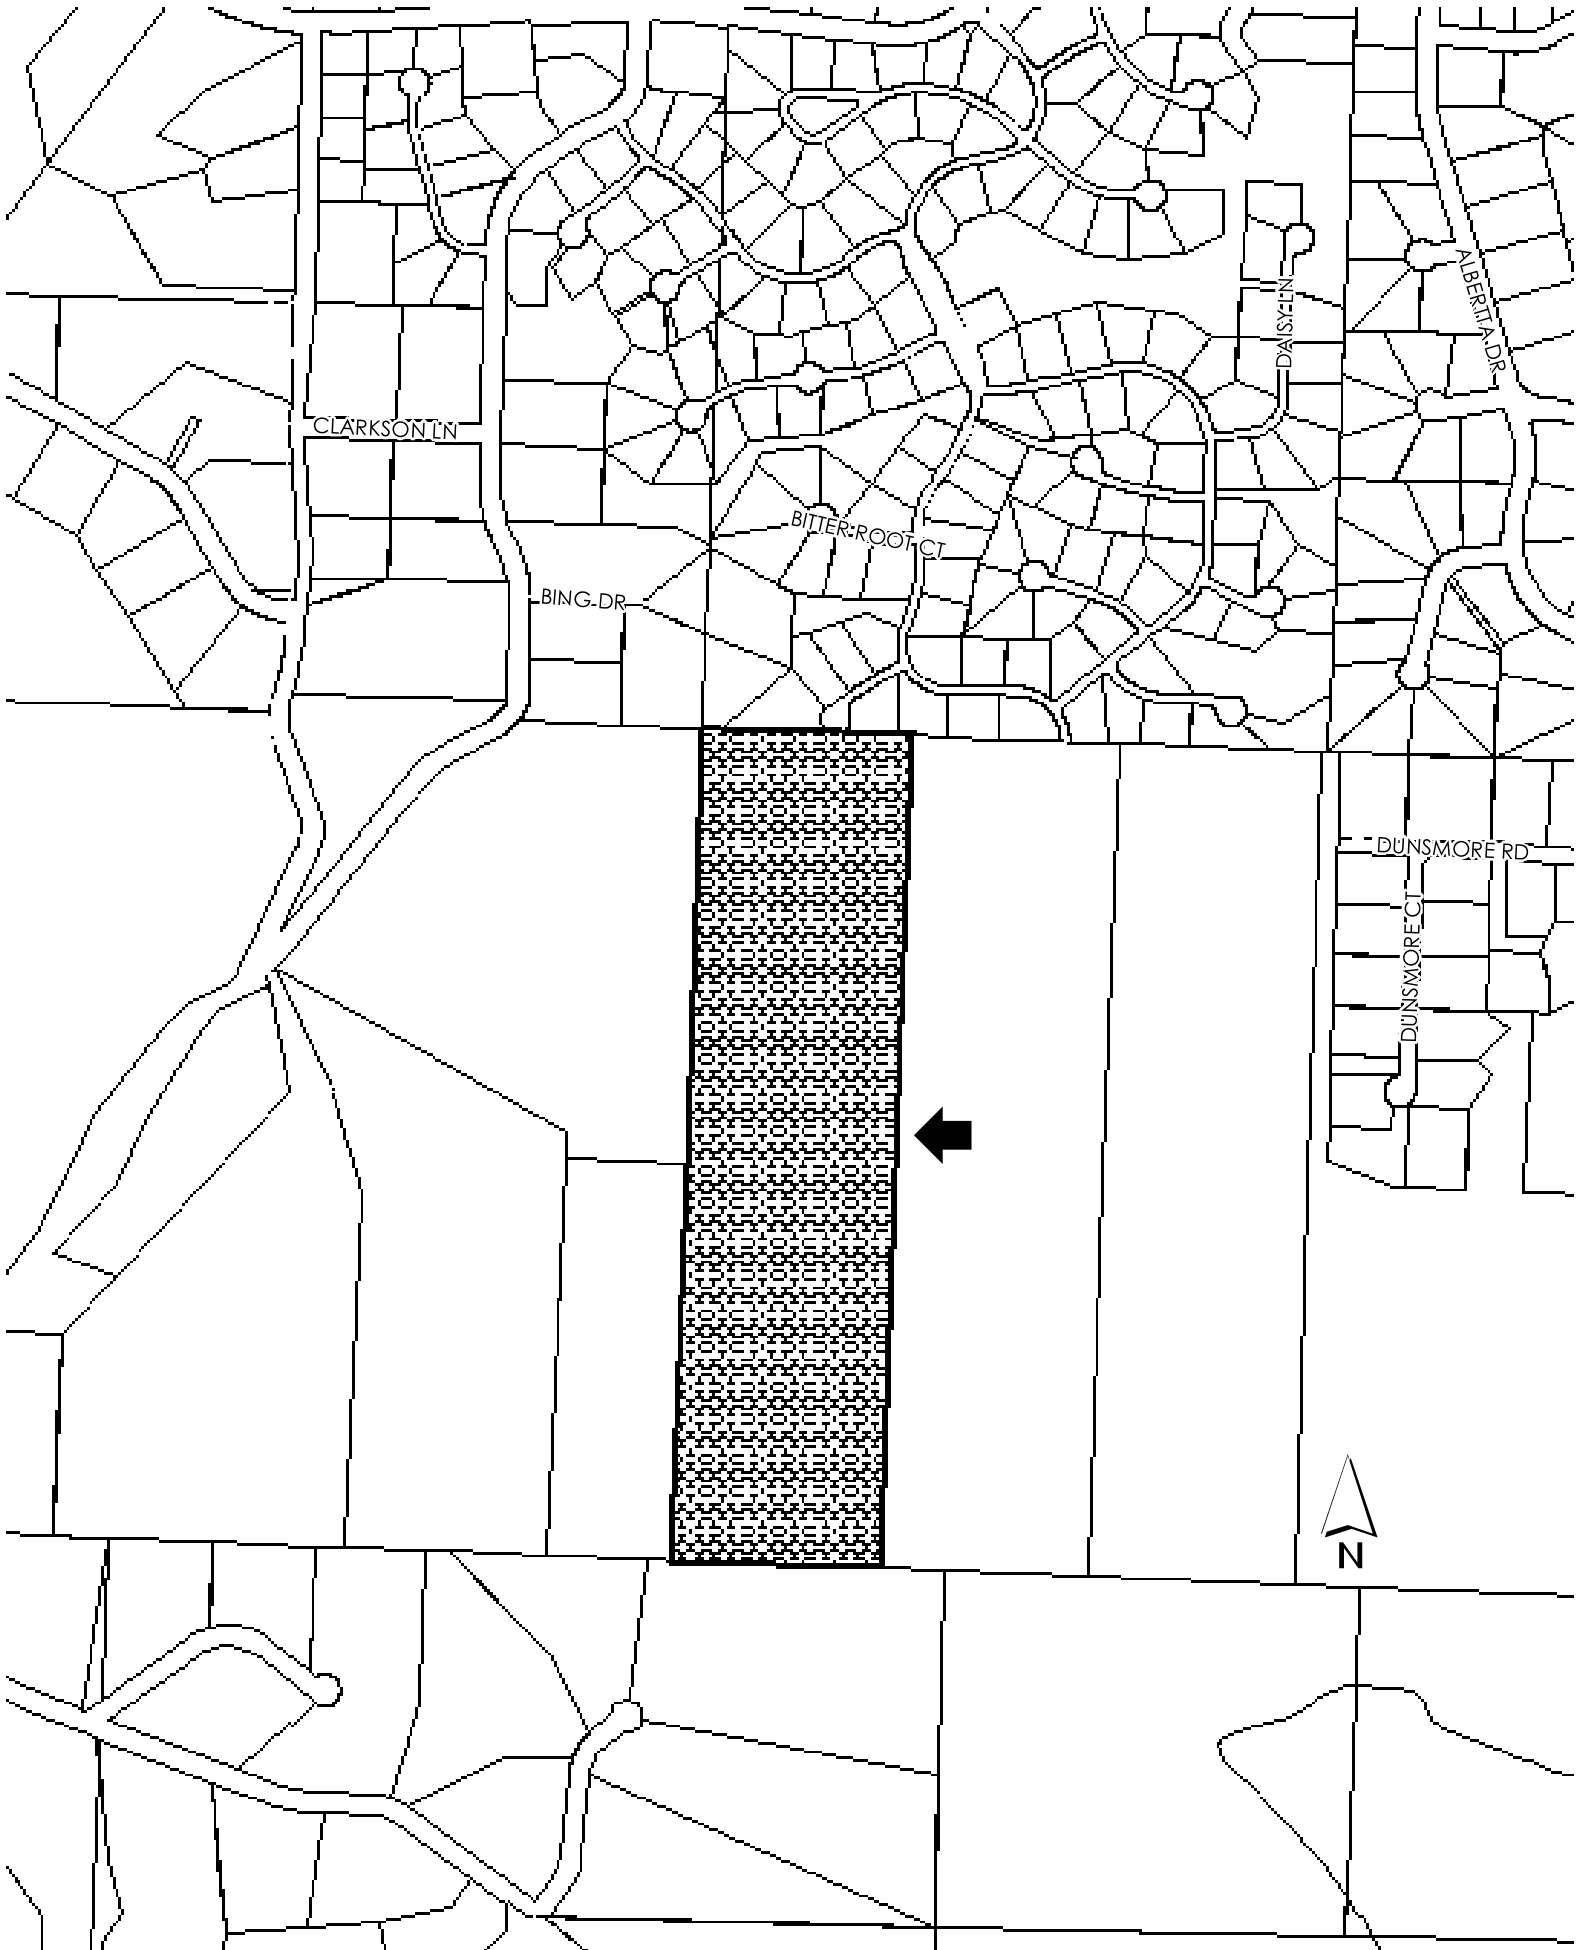 ALBERTA DR
DAISY LN
CLARKSON LN
BITTER ROOT CT
BING DR
DUNSMORE RD
DUNSMORE CT
N